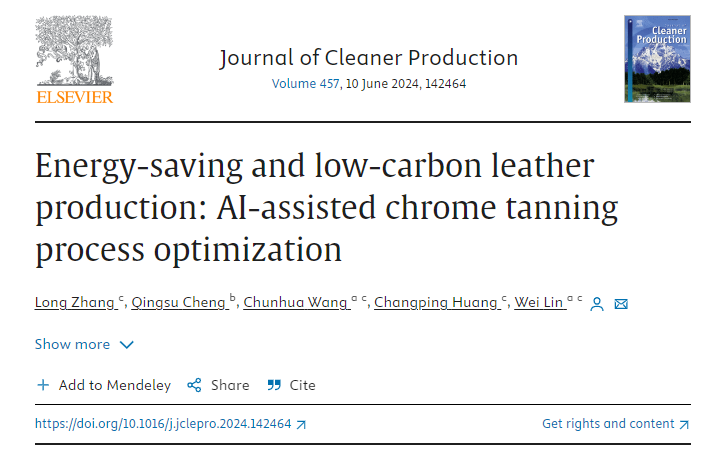 ELSEVIER
Journal of Cleaner Production
Volume 457, 10 June 2024, 142464
Cleaner
Production
Energy-saving and low-carbon leather
production: AI-assisted chrome tanning
process optimization
Long Zhang c, Qingsu Cheng b, Chunhua Wang a c, Changping Huang c, Wei Lin a c
Show more
Add to Mendeley Share Cite
https://doi.org/10.1016/j.jclepro.2024.142464
Get rights and content